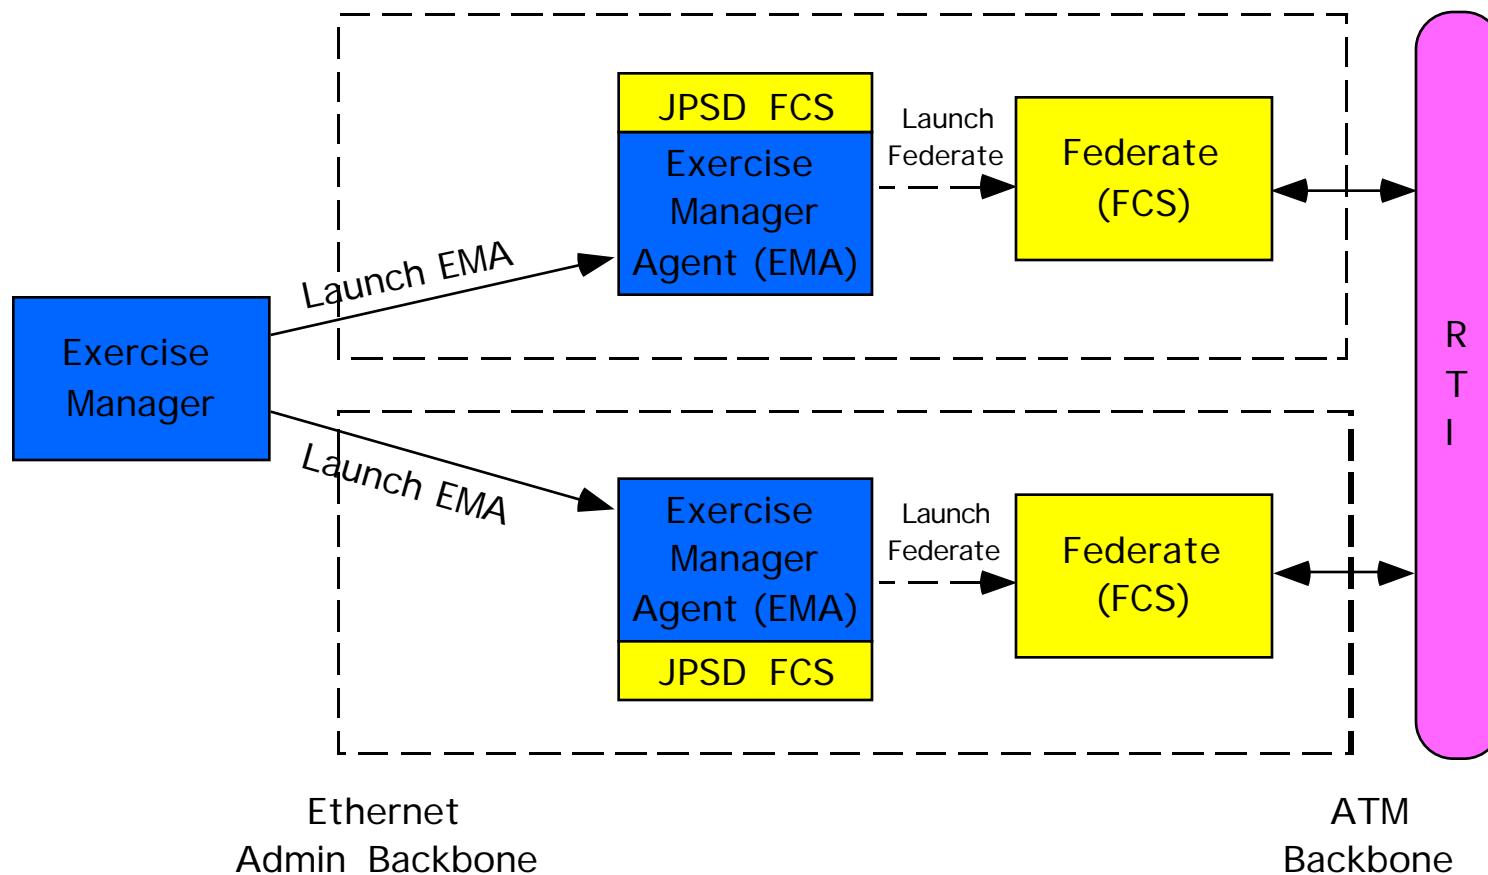 JPSD FCS
Exercise
Manager
Agent (EMA)
Launch
Federate
Federate
(FCS)
Launch EMA
Exercise
Manager
Launch EMA
Exercise
Manager
Agent (EMA)
JPSD FCS
Launch
Federate
Federate
(FCS)
R
T
I
Ethernet
Admin Backbone
ATM
Backbone